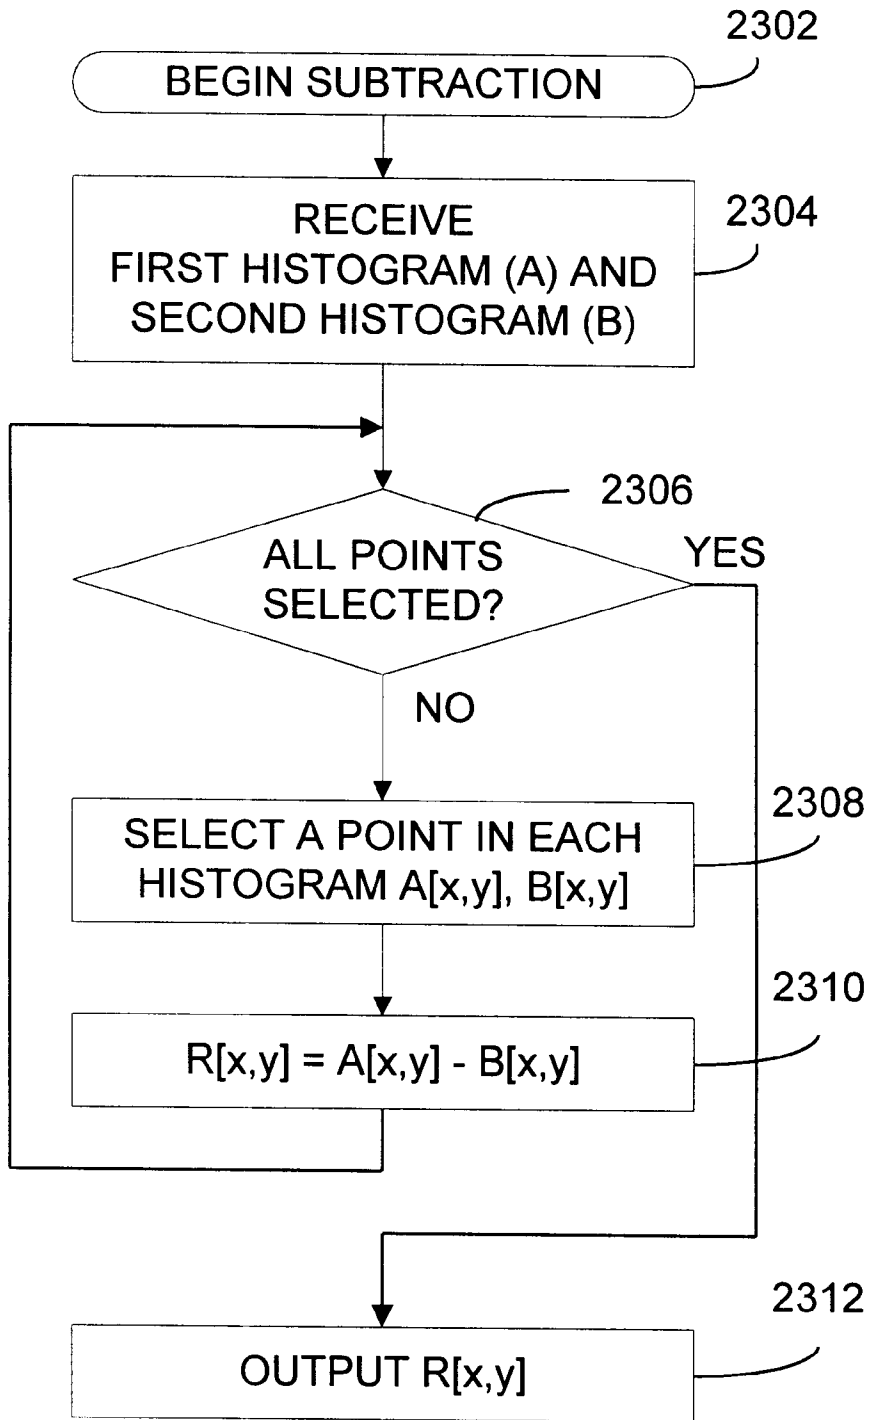 2302
BEGIN SUBTRACTION
2304
RECEIVE
FIRST HISTOGRAM (A) AND
SECOND HISTOGRAM (B)
2306
ALL POINTS
SELECTED?
YES
NO
2308
SELECT A POINT IN EACH
HISTOGRAM A[x,y], B[x,y]
2310
R[x,y] = A[x,y] - B[x,y]
2312
OUTPUT R[x,y]